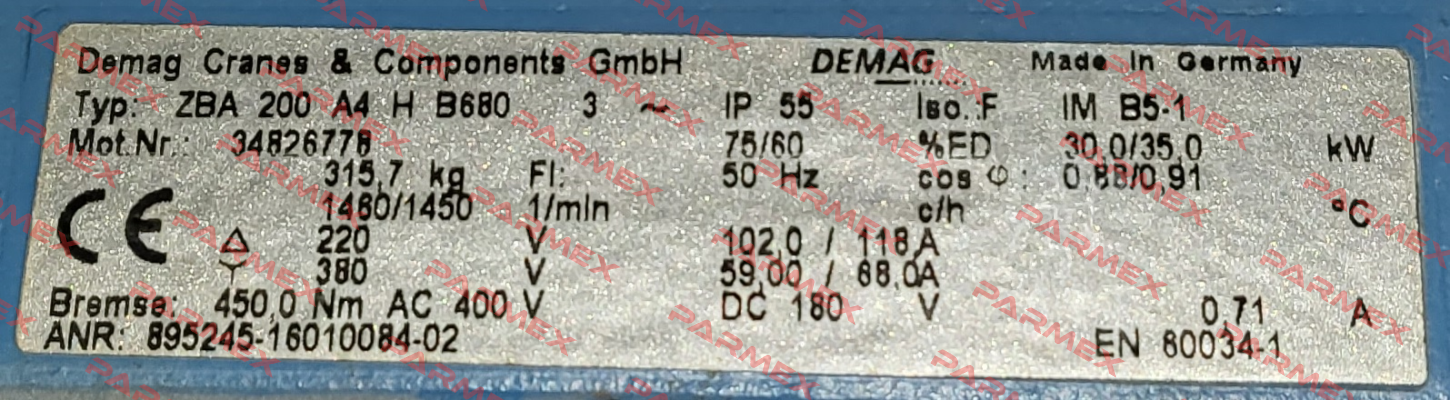 Demag Cranes & Components GmbH DEMAG Made in Germany
Typ: ZBA 200 A4 H B680 3 ~ IP 55 Iso.:F IM B5-1
Mot.Nr.: 34826778 75/60 %ED 30,0/35,0 kW
315,7 kg Fl: 50 Hz cos φ: 0,88/0,91
CE 1460/1450 1/min c/h °C
△ 220 V 102,0 / 118,A
Y 380 V 59,00 / 68,0A
Bremse: 450,0 Nm AC 400 V DC 180 V 0,71 A
ANR: 895245-16010084-02 EN 60034-1
PARMEX